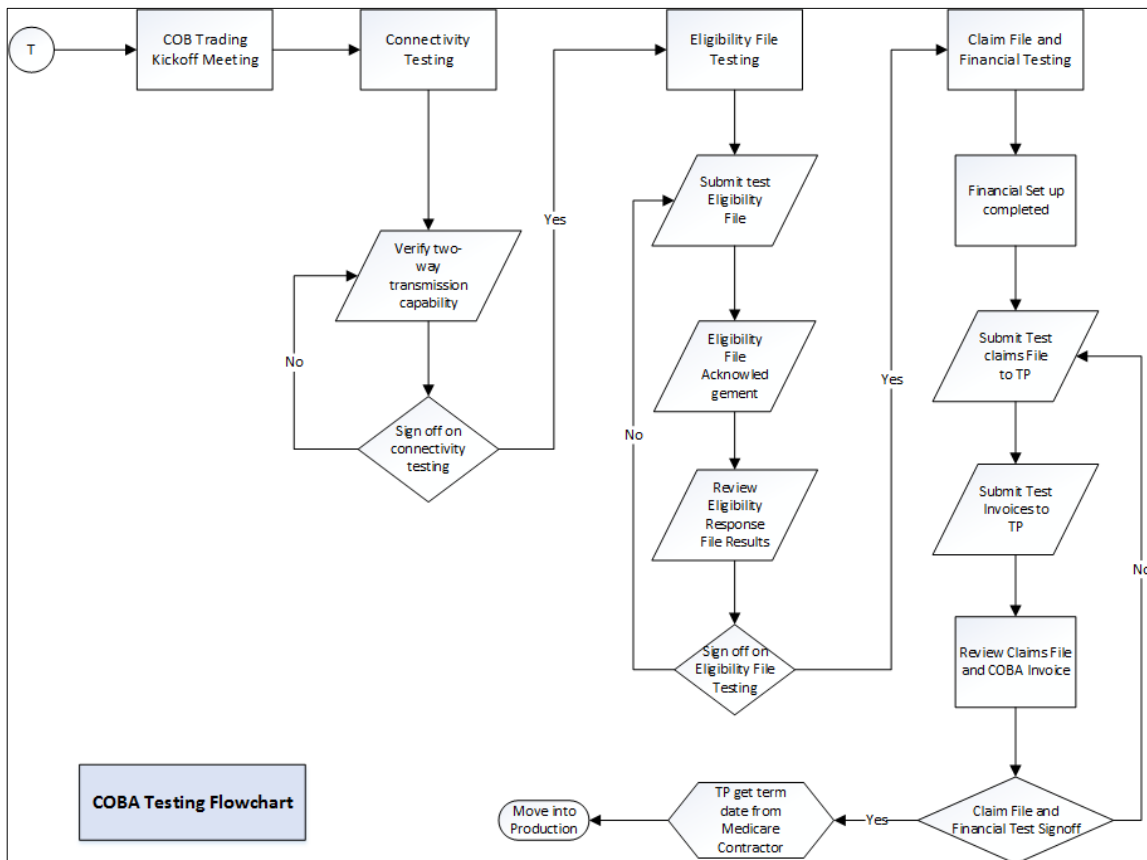 T
COB Trading
Kickoff Meeting
Connectivity
Testing
Verify two-
way
transmission
capability
No
Sign off on
connectivity
testing
Yes
Eligibility File
Testing
Submit test
Eligibility
File
Eligibility
File
Acknowled
gement
No
Review
Eligibility
Response
File Results
Sign off on
Eligibility File
Testing
Yes
Claim File and
Financial Testing
Financial Set up
completed
Submit Test
claims File
to TP
Submit Test
Invoices to
TP
No
Review Claims File
and COBA Invoice
Claim File and
Financial Test Signoff
Yes
TP get term
date from
Medicare
Contractor
Move into
Production
COBA Testing Flowchart